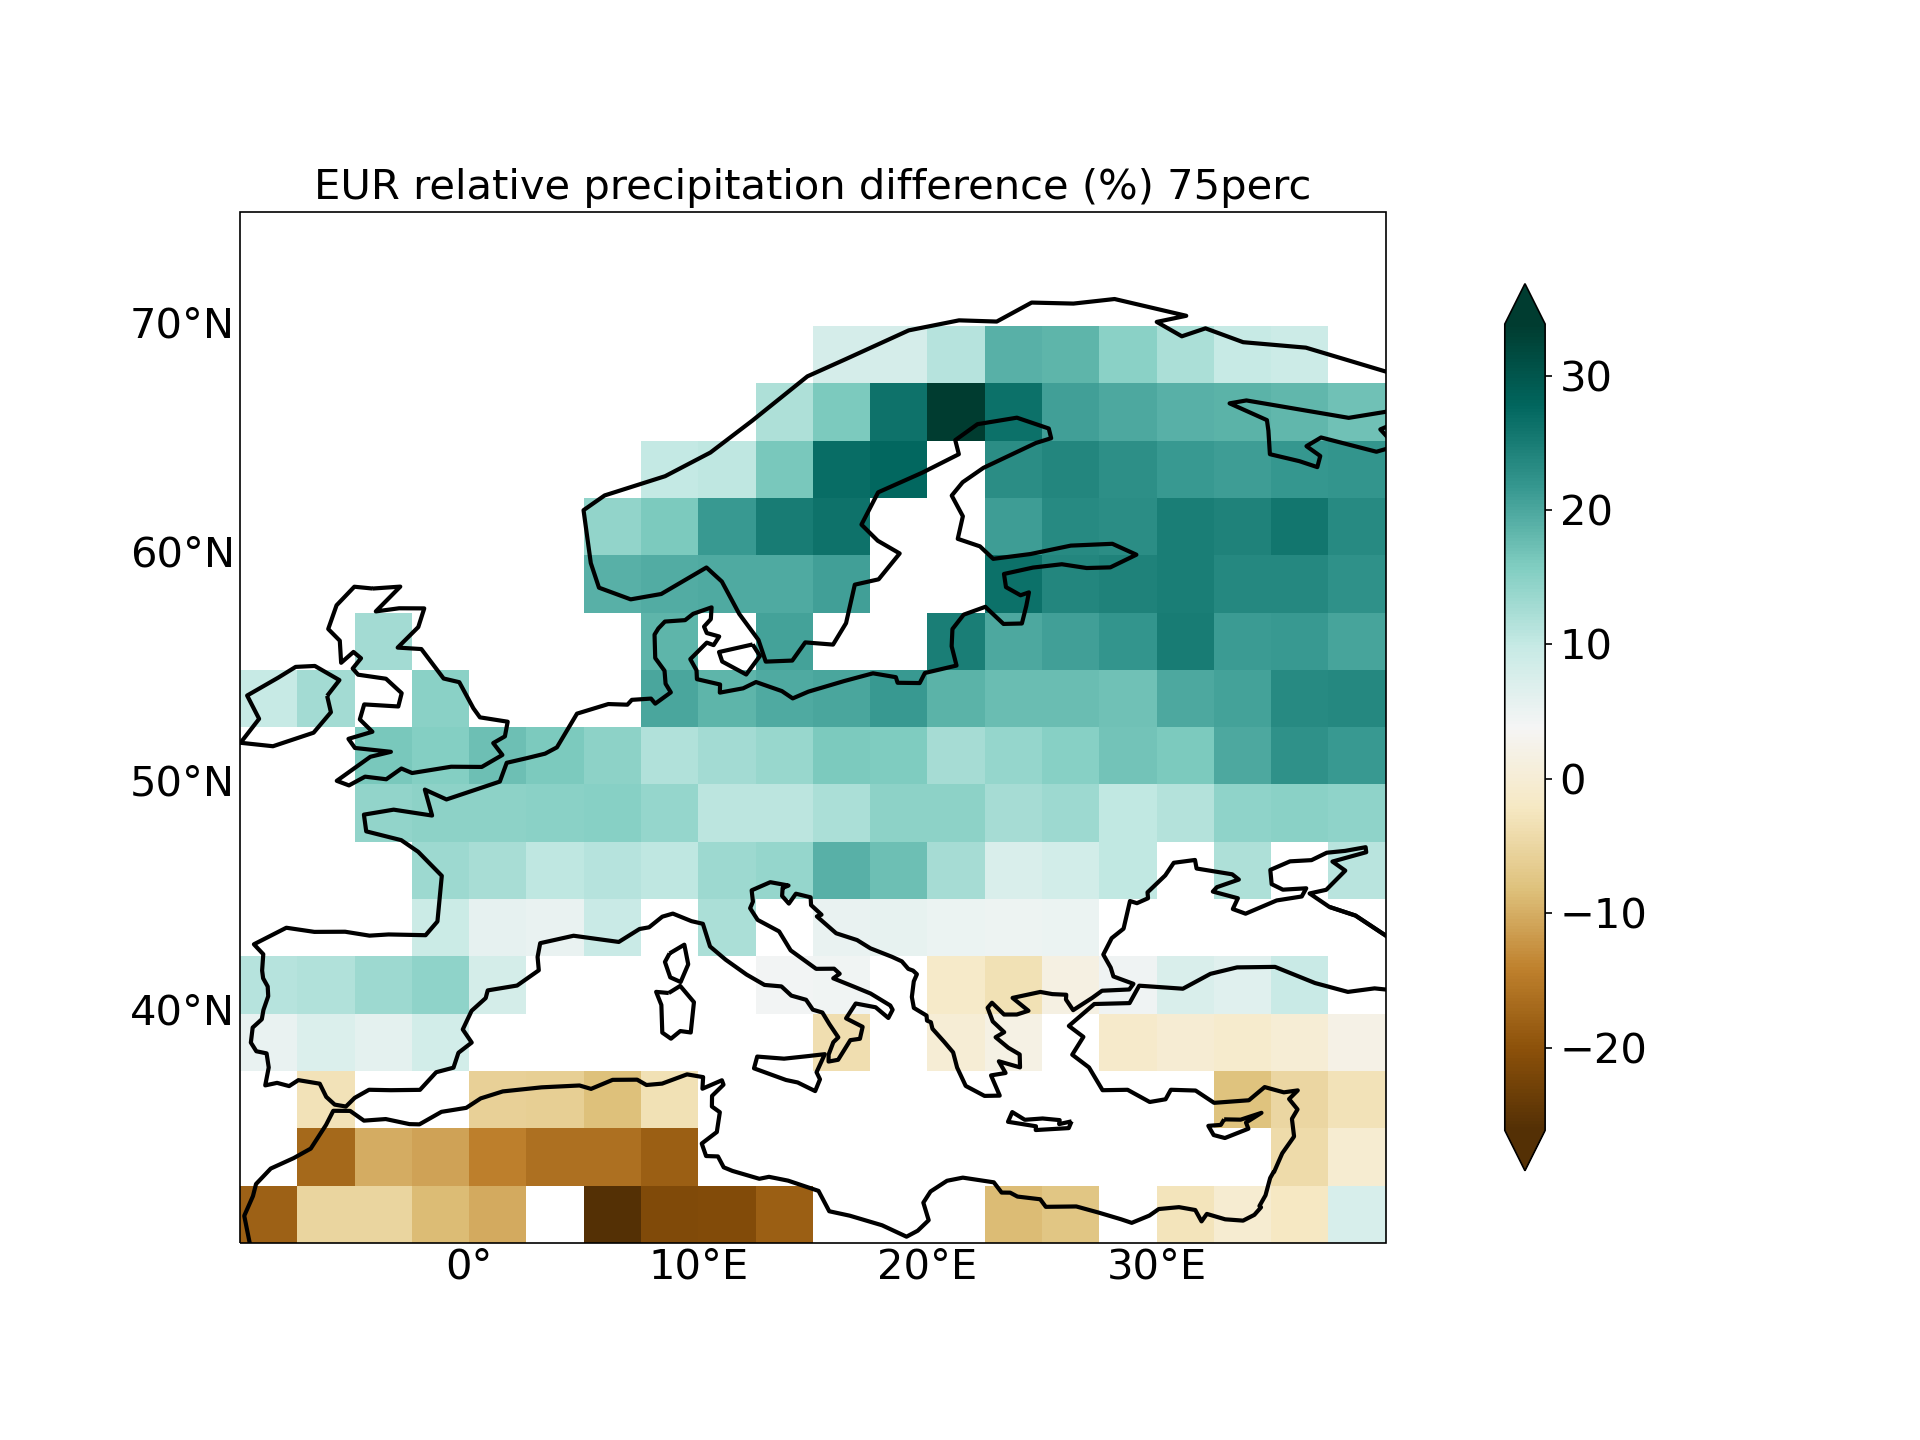 EUR relative precipitation difference (%) 75perc
70°N
60°N
50°N
40°N
0°
10°E
20°E
30°E
30
20
10
0
−10
−20